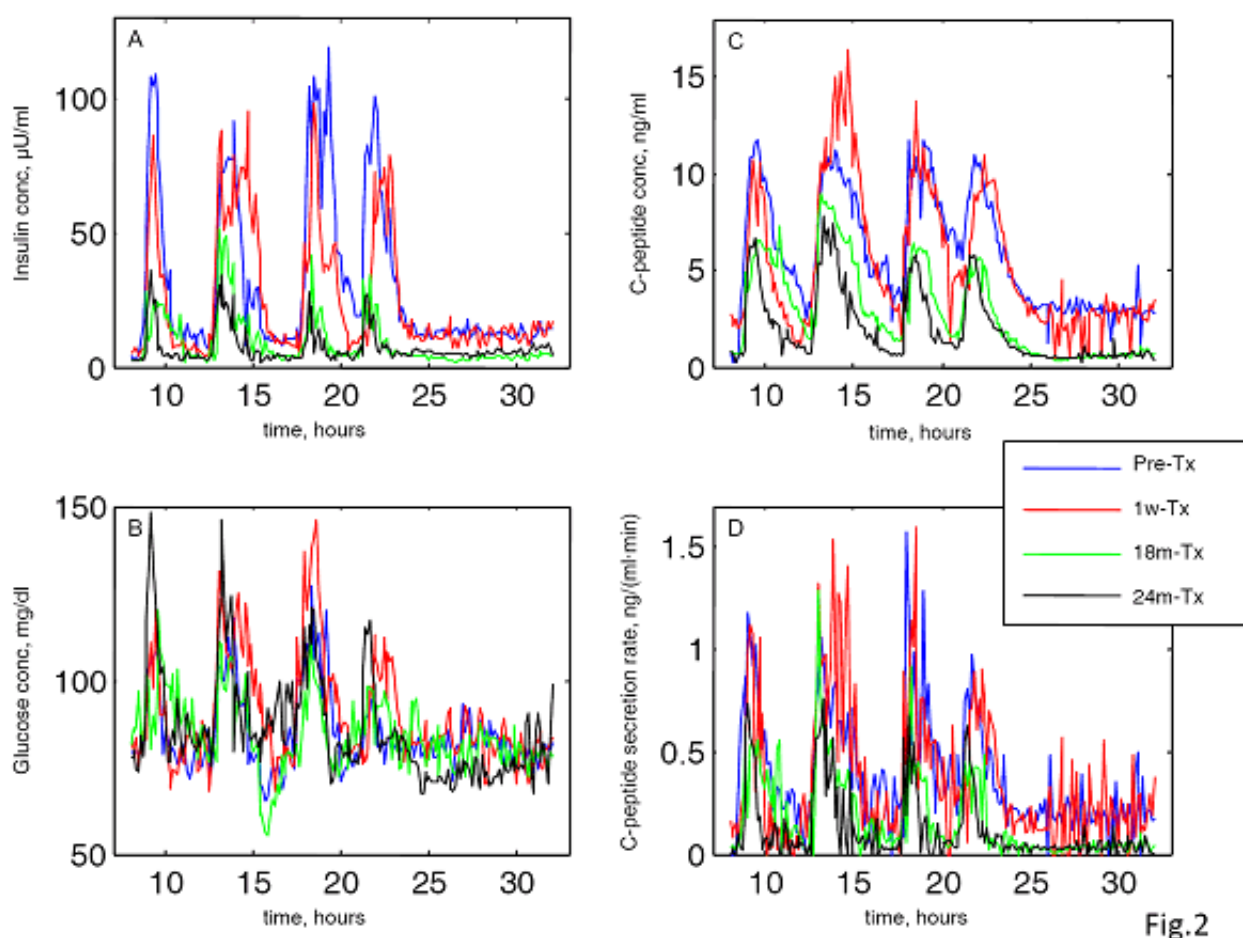 A
Insulin conc, µU/ml
100
50
0
10 15 20 25 30
time, hours
C
C-peptide conc, ng/ml
15
10
5
0
10 15 20 25 30
time, hours
B
Glucose conc, mg/dl
150
100
50
10 15 20 25 30
time, hours
D
C-peptide secretion rate, ng/(ml·min)
1.5
1
0.5
0
10 15 20 25 30
time, hours
Pre-Tx
1w-Tx
18m-Tx
24m-Tx
Fig.2